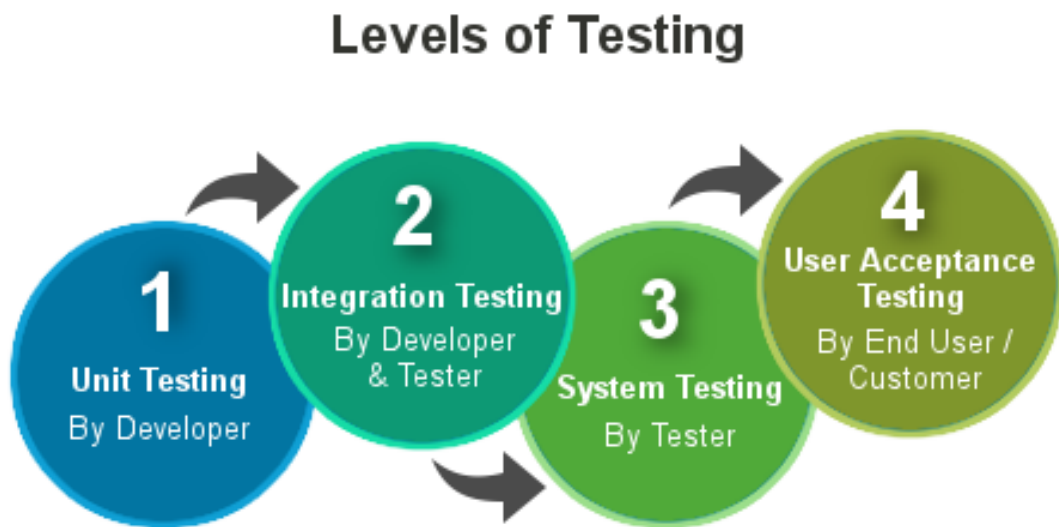 Levels of Testing
1
Unit Testing
By Developer
2
Integration Testing
By Developer
& Tester
3
System Testing
By Tester
4
User Acceptance
Testing
By End User /
Customer